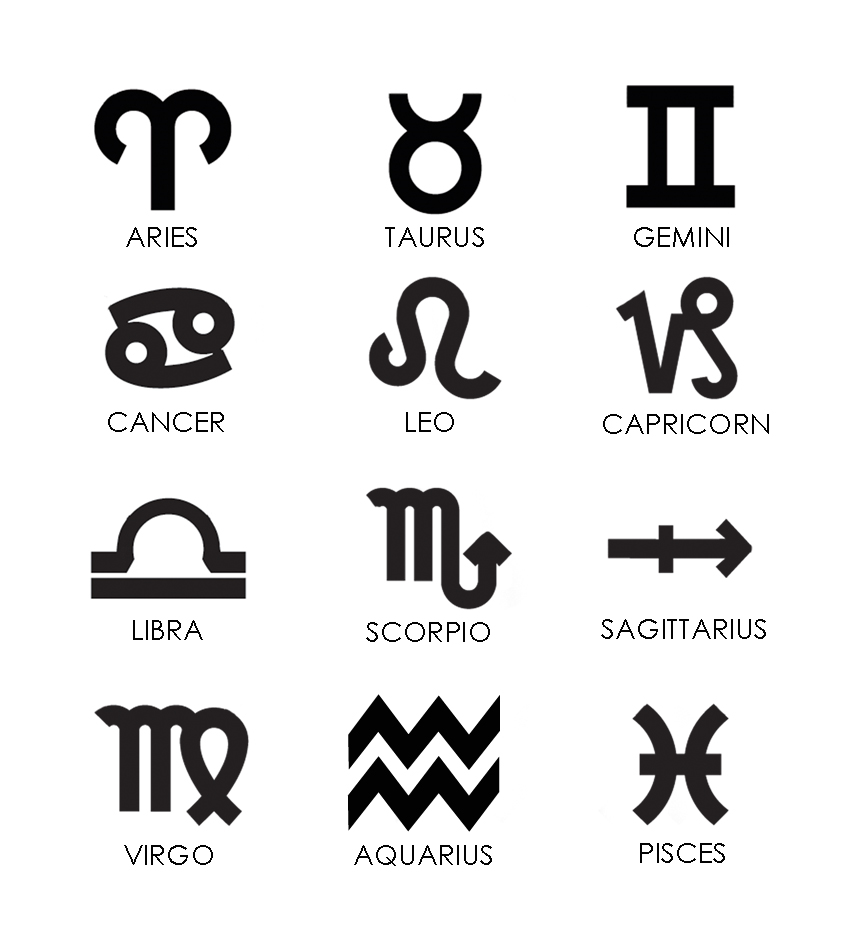 ARIES
TAURUS
GEMINI
CANCER
LEO
CAPRICORN
LIBRA
SCORPIO
SAGITTARIUS
VIRGO
AQUARIUS
PISCES